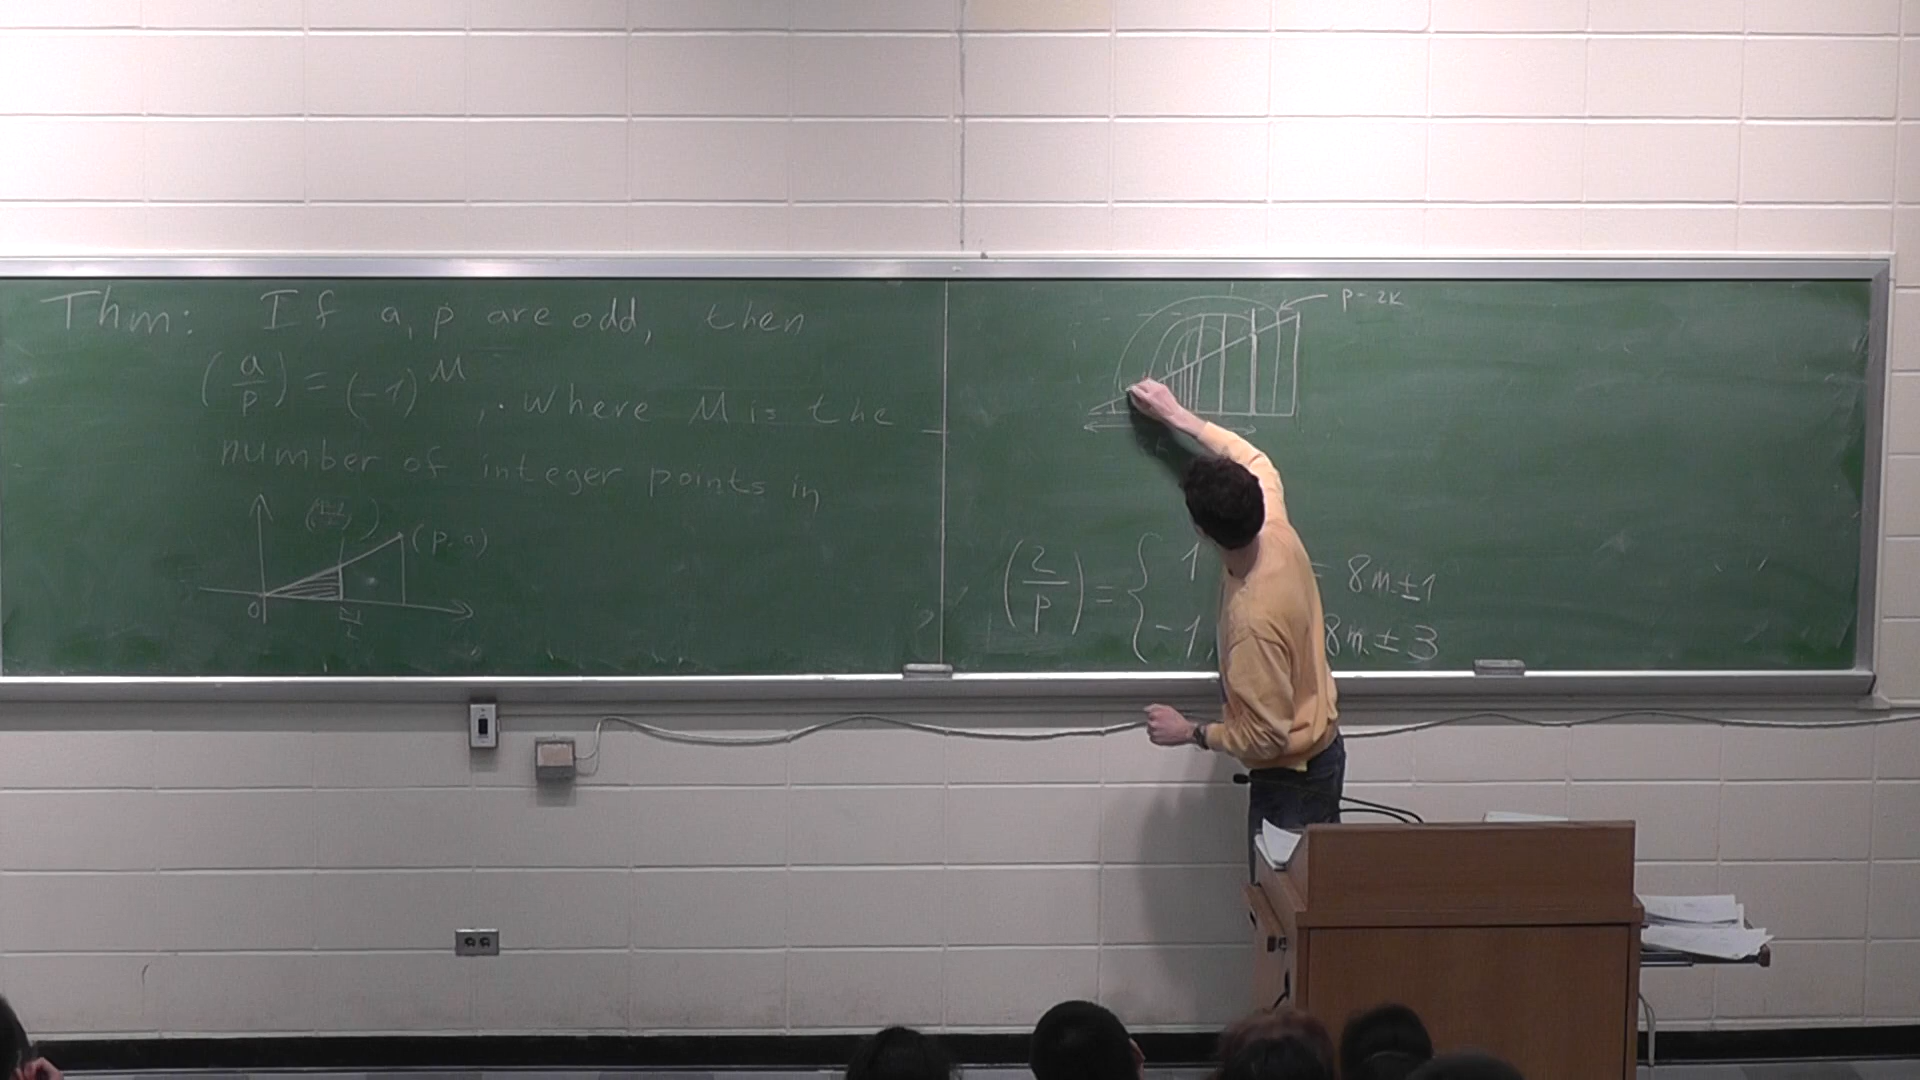 Thm: If a, p are odd, then
(a/p) = (-1)^M, where M is the
number of integer points in
(p, a)
0
p-2k
(2/p) = { 1 = 8m ± 1
-1, 8m ± 3